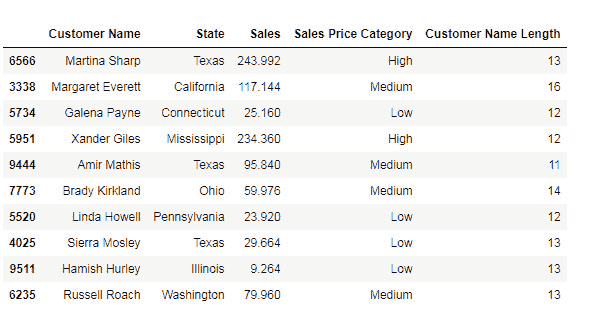 Customer Name State Sales Sales Price Category Customer Name Length
6566 Martina Sharp Texas 243.992 High 13
3338 Margaret Everett California 117.144 Medium 16
5734 Galena Payne Connecticut 25.160 Low 12
5951 Xander Giles Mississippi 234.360 High 12
9444 Amir Mathis Texas 95.840 Medium 11
7773 Brady Kirkland Ohio 59.976 Medium 14
5520 Linda Howell Pennsylvania 23.920 Low 12
4025 Sierra Mosley Texas 29.664 Low 13
9511 Hamish Hurley Illinois 9.264 Low 13
6235 Russell Roach Washington 79.960 Medium 13